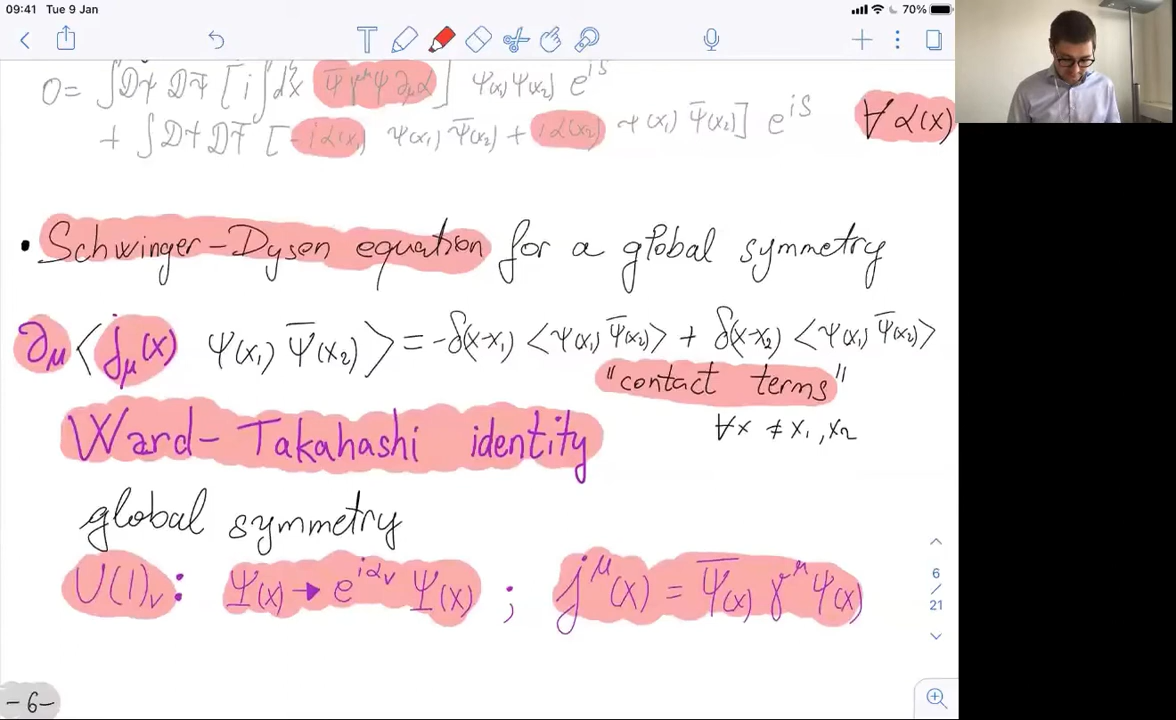 09:41 Tue 9 Jan 70%
0 = ∫Dψ Dψ̄ [i∫d⁴x ψ̄γ^μψ ∂_μα] ψ(x₁)ψ̄(x₂) e^{iS}
+ ∫Dψ Dψ̄ [-iα(x₁) ψ(x₁) ψ̄(x₂) + iα(x₂) ψ(x₁) ψ̄(x₂)] e^{iS} ∀ α(x)
• Schwinger-Dysen equation for a global symmetry
∂_μ ⟨ j_μ(x) ψ(x₁) ψ̄(x₂) ⟩ = -δ(x-x₁) <ψ(x₁) ψ̄(x₂)> + δ(x-x₂) <ψ(x₁) ψ̄(x₂)>
"contact terms"
Ward-Takahashi identity ∀x ≠ x₁, x₂
global symmetry
U(1)_V : Ψ(x) → e^{iα_V} Ψ(x) ; j^μ(x) = Ψ̄(x) γ^μ Ψ(x)
6
/
21
-6-